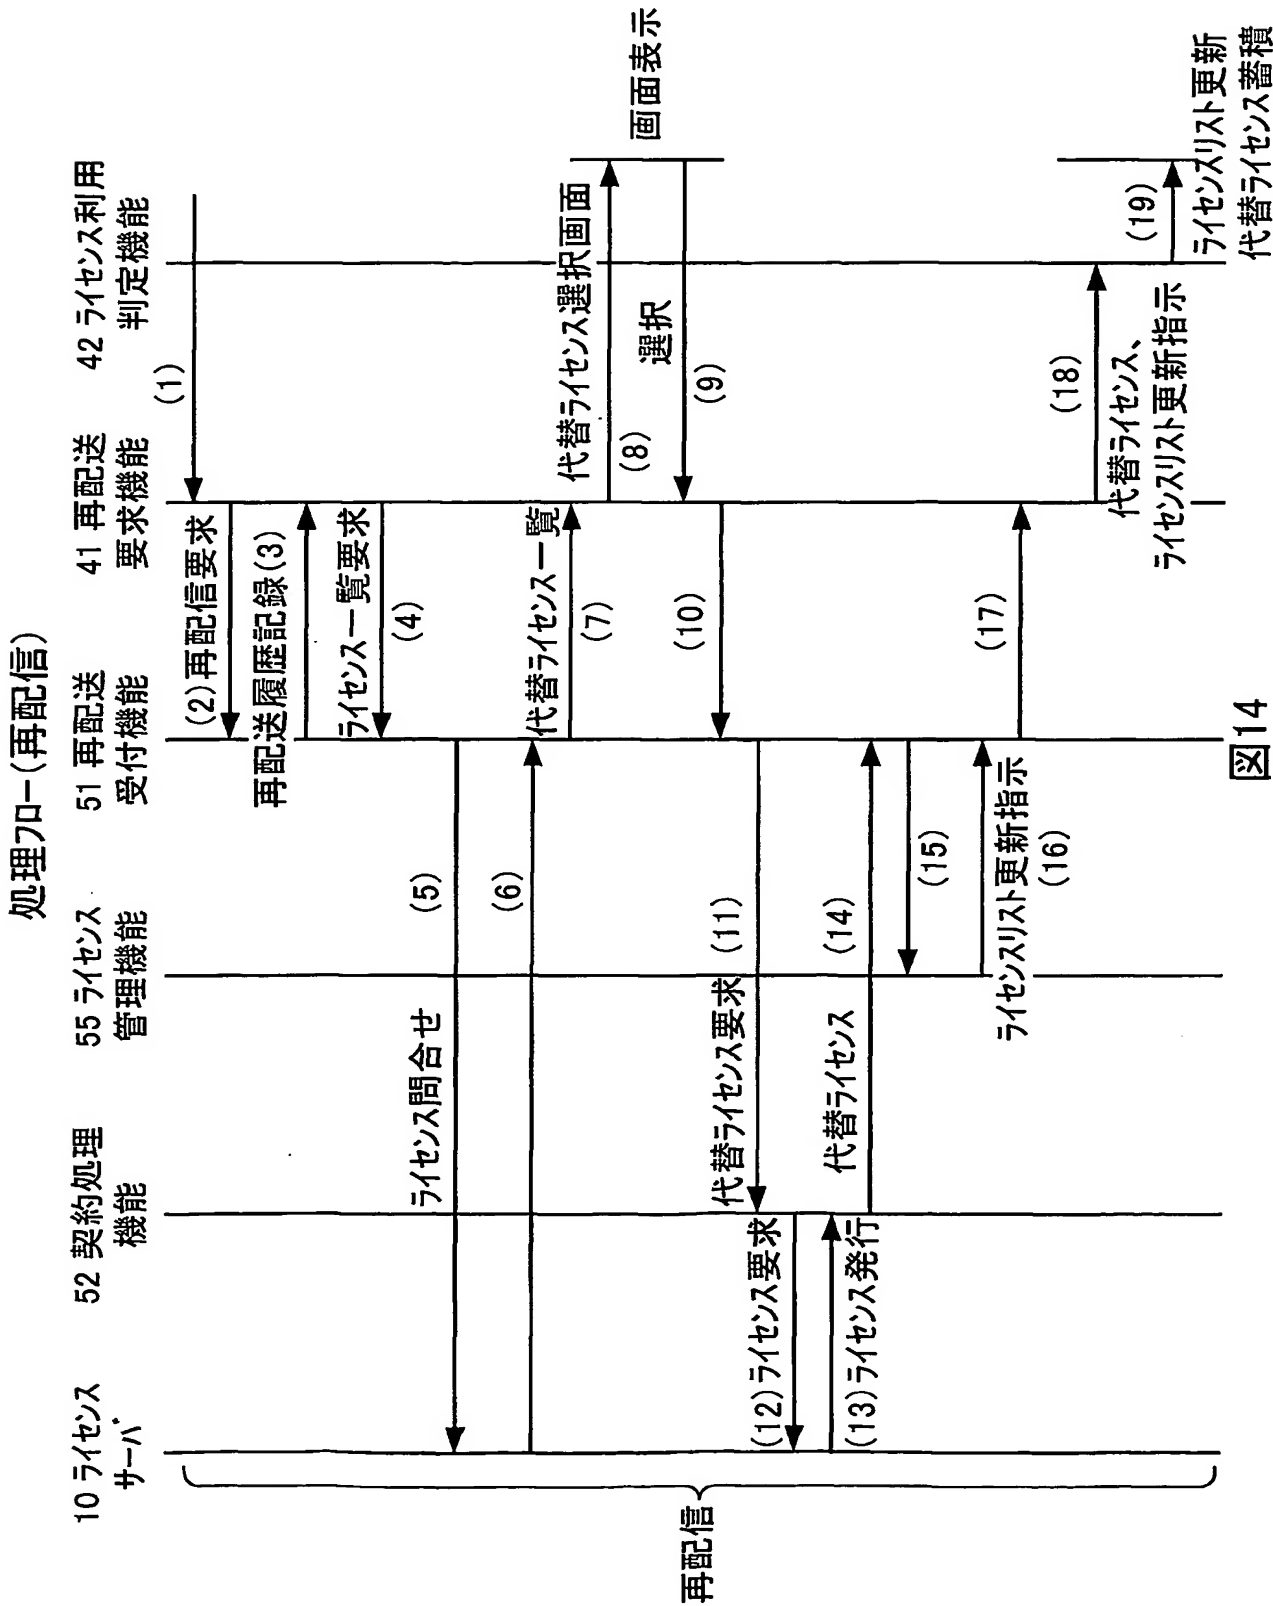 処理フロー(再配信)
10 ライセンス
サーバ
52 契約処理
機能
55 ライセンス
管理機能
51 再配送
受付機能
41 再配送
要求機能
42 ライセンス利用
判定機能
(1)
(2)再配信要求
再配送履歴記録(3)
ライセンス一覧要求
(4)
ライセンス問合せ
(5)
(6)
代替ライセンス一覧
(7)
代替ライセンス選択画面
(8)
画面表示
選択
(9)
(10)
代替ライセンス要求
(11)
(12)ライセンス要求
(13)ライセンス発行
代替ライセンス
(14)
(15)
ライセンスリスト更新指示
(16)
(17)
(18)
代替ライセンス、
ライセンスリスト更新指示
(19)
ライセンスリスト更新
代替ライセンス蓄積
再配信
図14